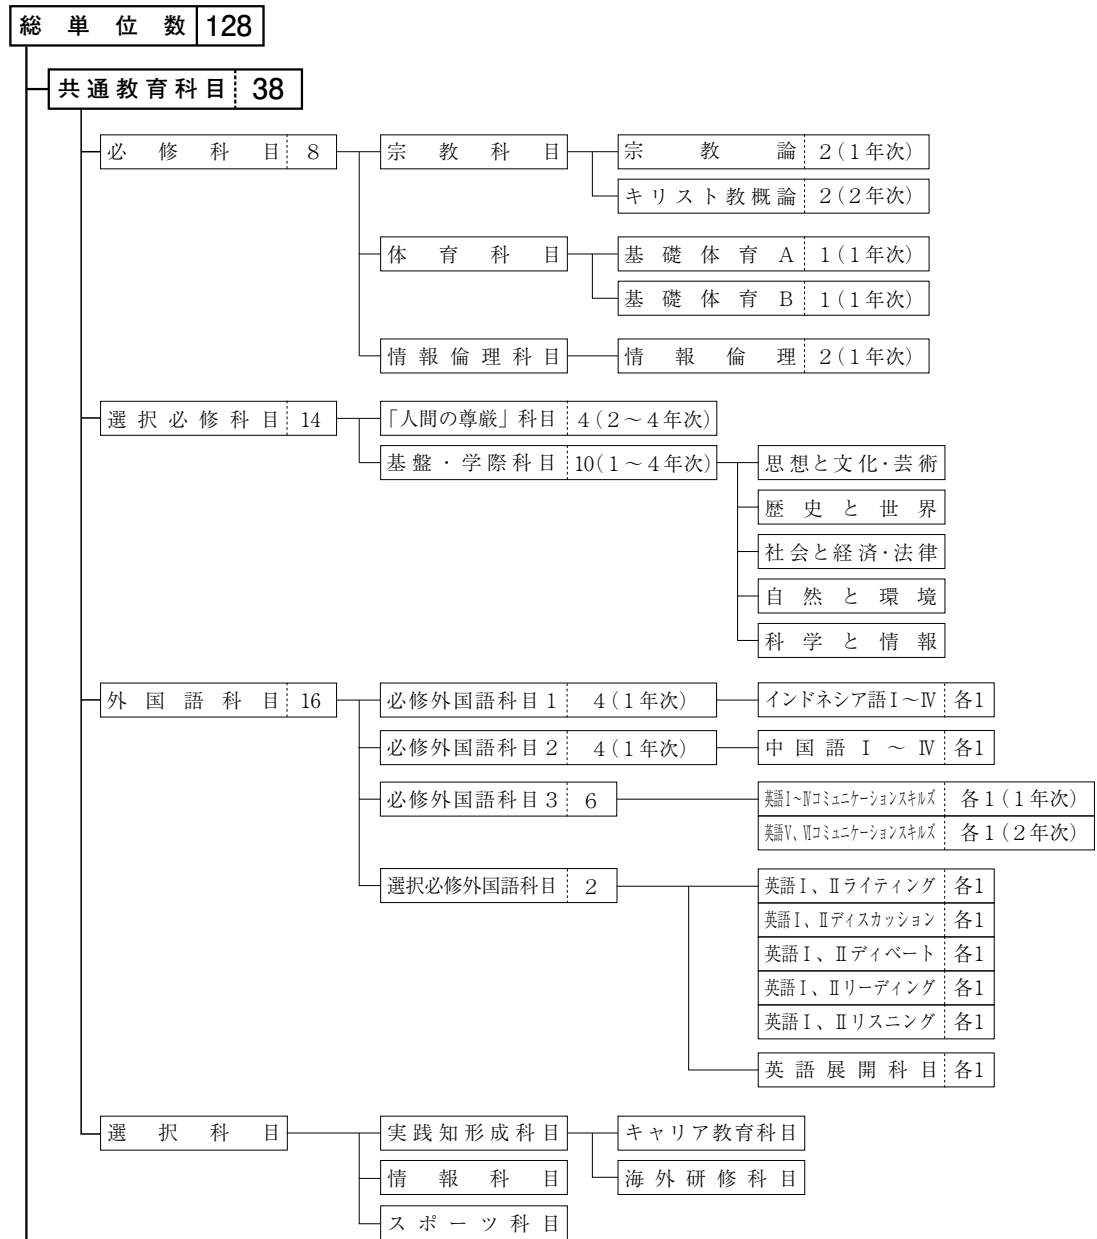 総単位数 128
共通教育科目 38
必修科目 8 宗教科目 宗教論 2(1年次)
キリスト教概論 2(2年次)
体育科目 基礎体育A 1(1年次)
基礎体育B 1(1年次)
情報倫理科目 情報倫理 2(1年次)
選択必修科目 14 「人間の尊厳」科目 4(2～4年次)
基盤・学際科目 10(1～4年次) 思想と文化・芸術
歴史と世界
社会と経済・法律
自然と環境
科学と情報
外国語科目 16 必修外国語科目1 4(1年次) インドネシア語Ⅰ～Ⅳ 各1
必修外国語科目2 4(1年次) 中国語Ⅰ～Ⅳ 各1
必修外国語科目3 6 英語Ⅰ~Ⅳコミュニケーションスキルズ 各1(1年次)
英語Ⅴ、Ⅵコミュニケーションスキルズ 各1(2年次)
選択必修外国語科目 2 英語Ⅰ、Ⅱライティング 各1
英語Ⅰ、Ⅱディスカッション 各1
英語Ⅰ、Ⅱディベート 各1
英語Ⅰ、Ⅱリーディング 各1
英語Ⅰ、Ⅱリスニング 各1
英語展開科目 各1
選択科目 実践知形成科目 キャリア教育科目
情報科目 海外研修科目
スポーツ科目